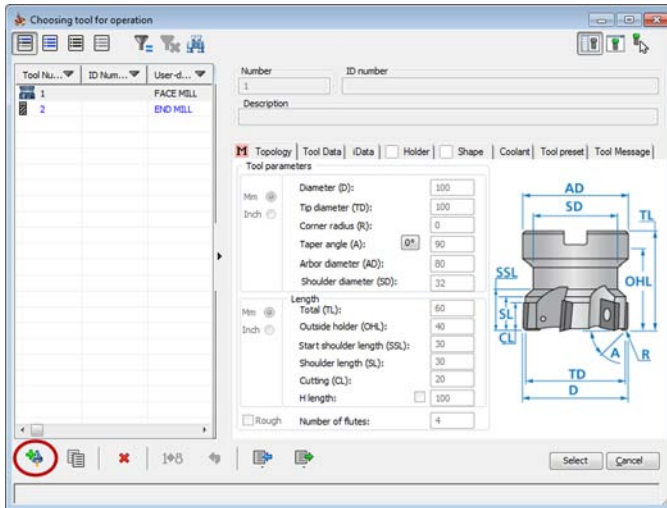 Choosing tool for operation
Tool Nu... ID Num... User-d...
1 FACE MILL
2 END MILL
Number ID number
1
Description
M Topology Tool Data iData Holder Shape Coolant Tool preset Tool Message
Tool parameters
Mm
Inch
Diameter (D): 100
Tip diameter (TD): 100
Corner radius (R): 0
Taper angle (A): 0° 90
Arbor diameter (AD): 80
Shoulder diameter (SD): 32
Length
Mm
Inch
Total (TL): 60
Outside holder (OHL): 40
Start shoulder length (SSL): 30
Shoulder length (SL): 30
Cutting (CL): 20
H length: 100
Rough Number of flutes: 4
AD
SD
TL
SSL
OHL
SL
CL
A
R
TD
D
Select Cancel